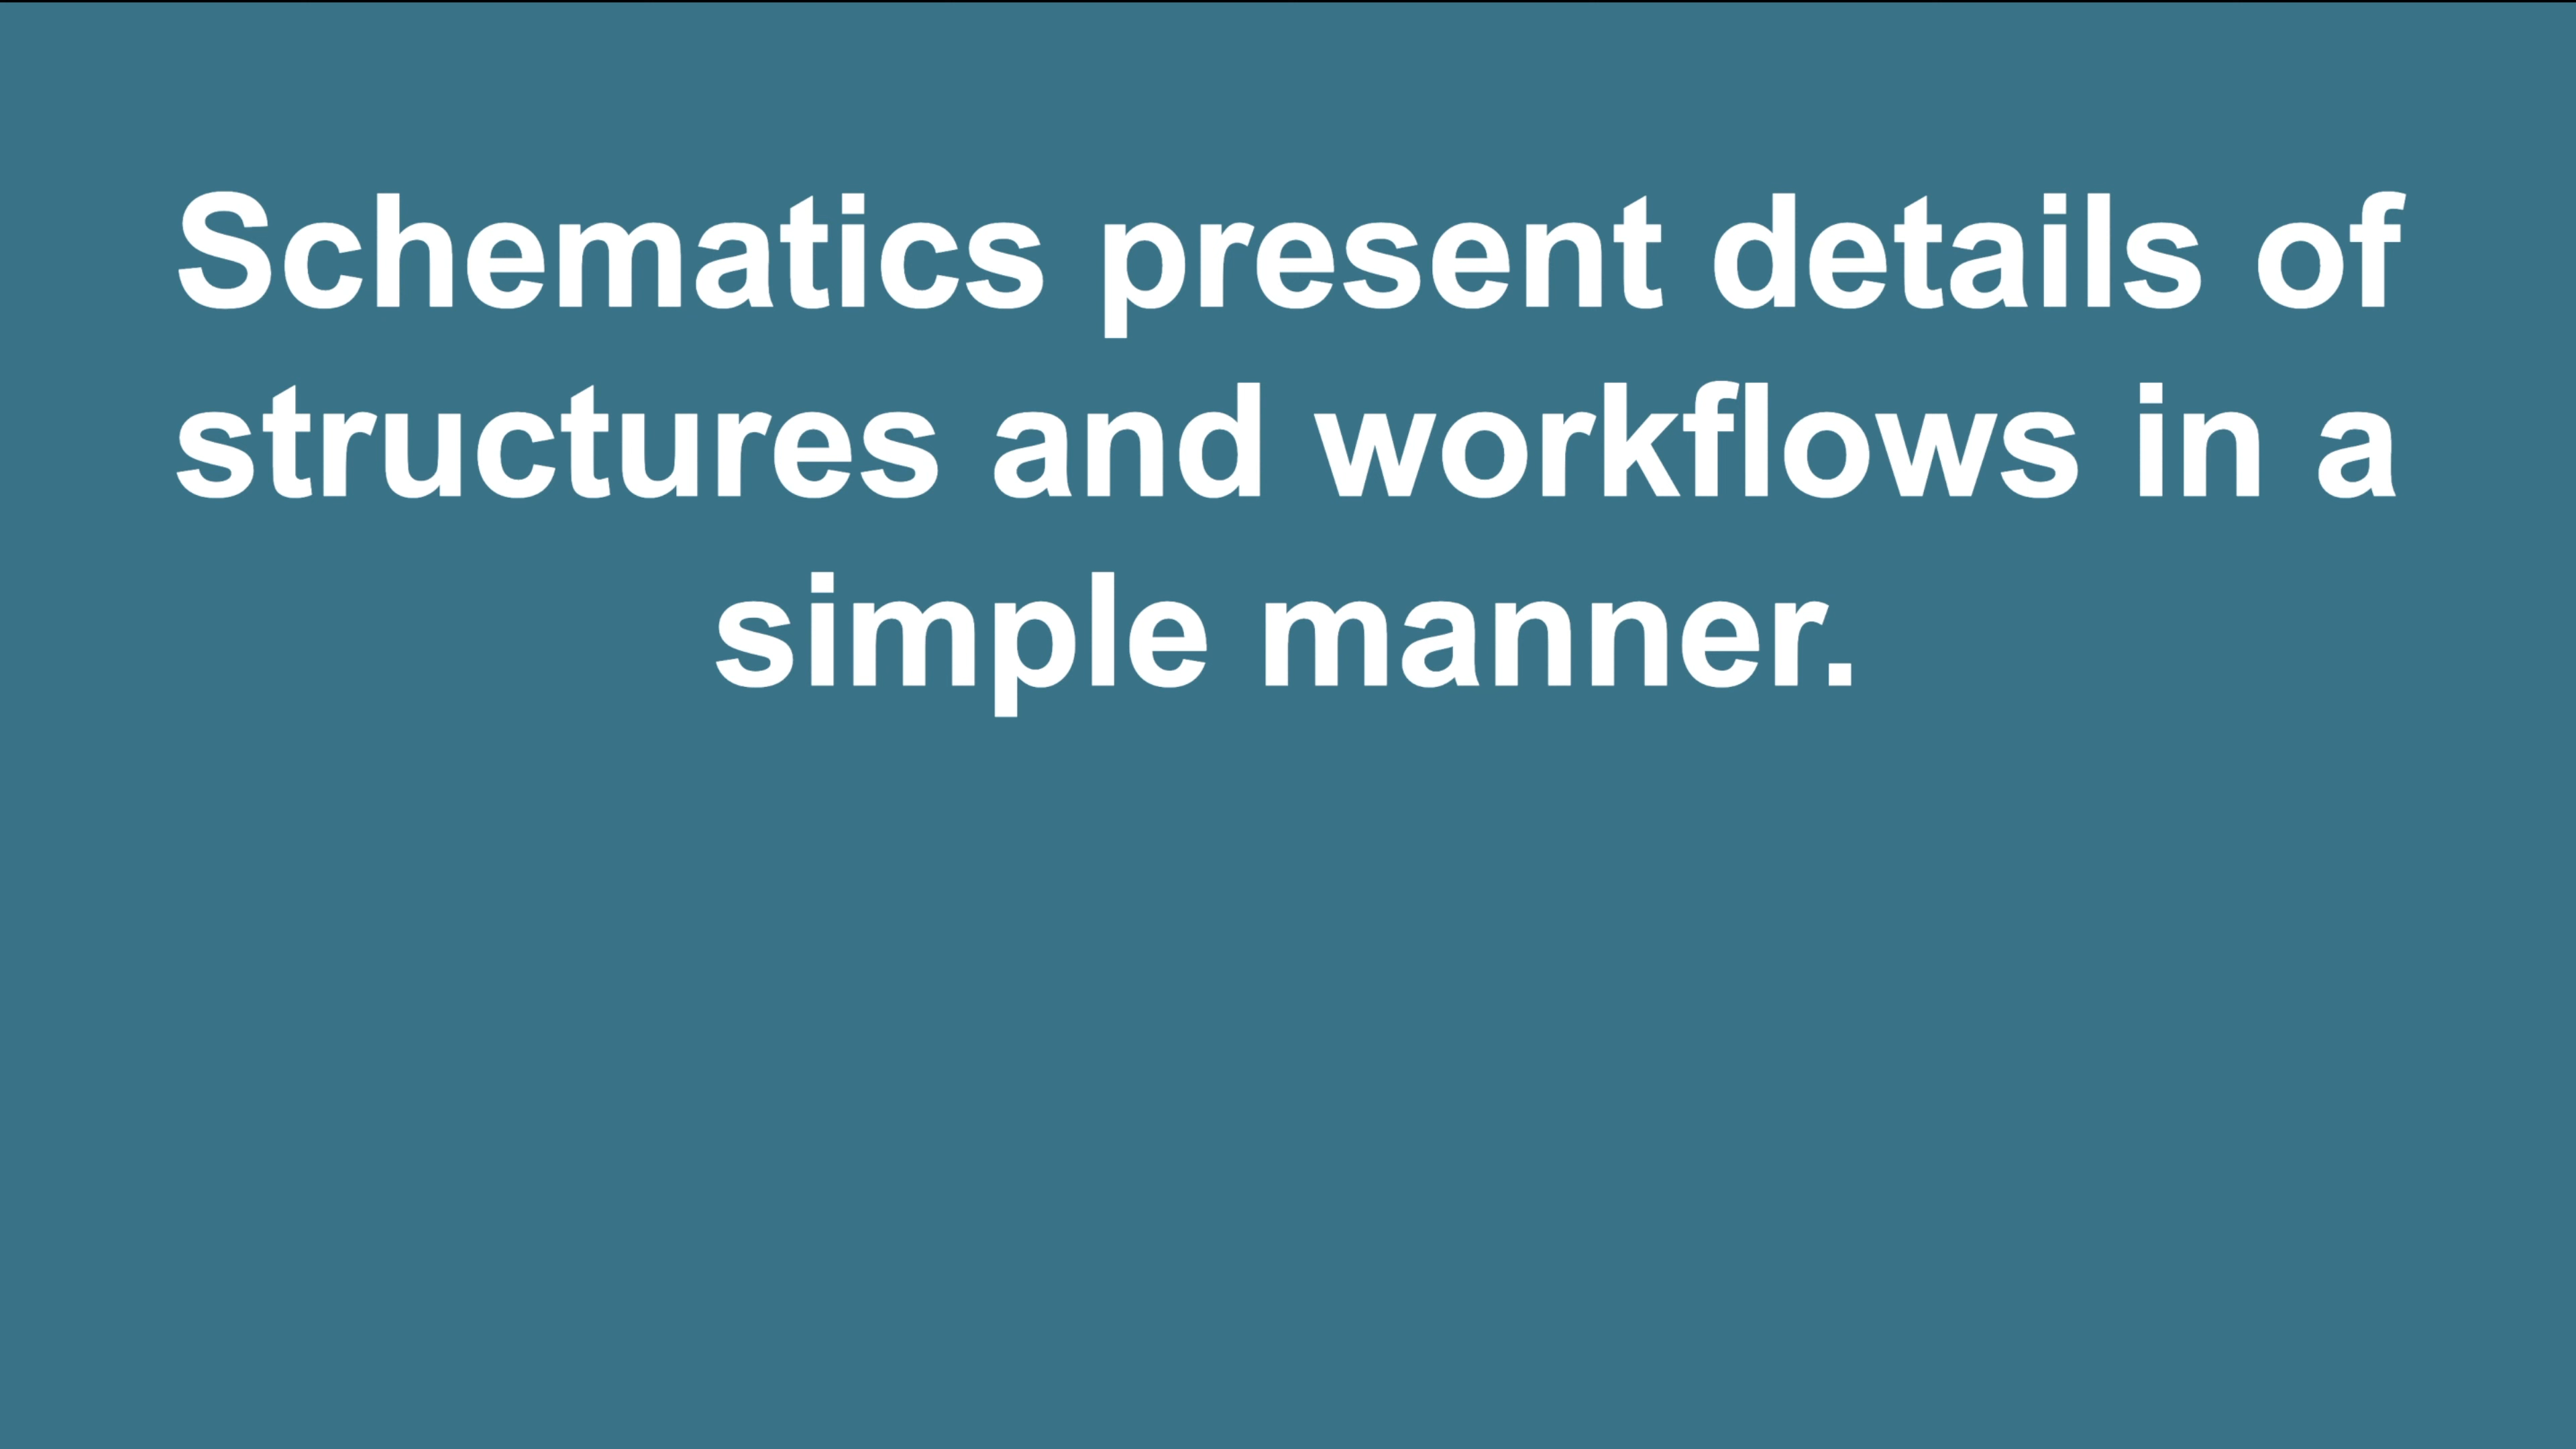 Schematics present details of
structures and workflows in a
simple manner.